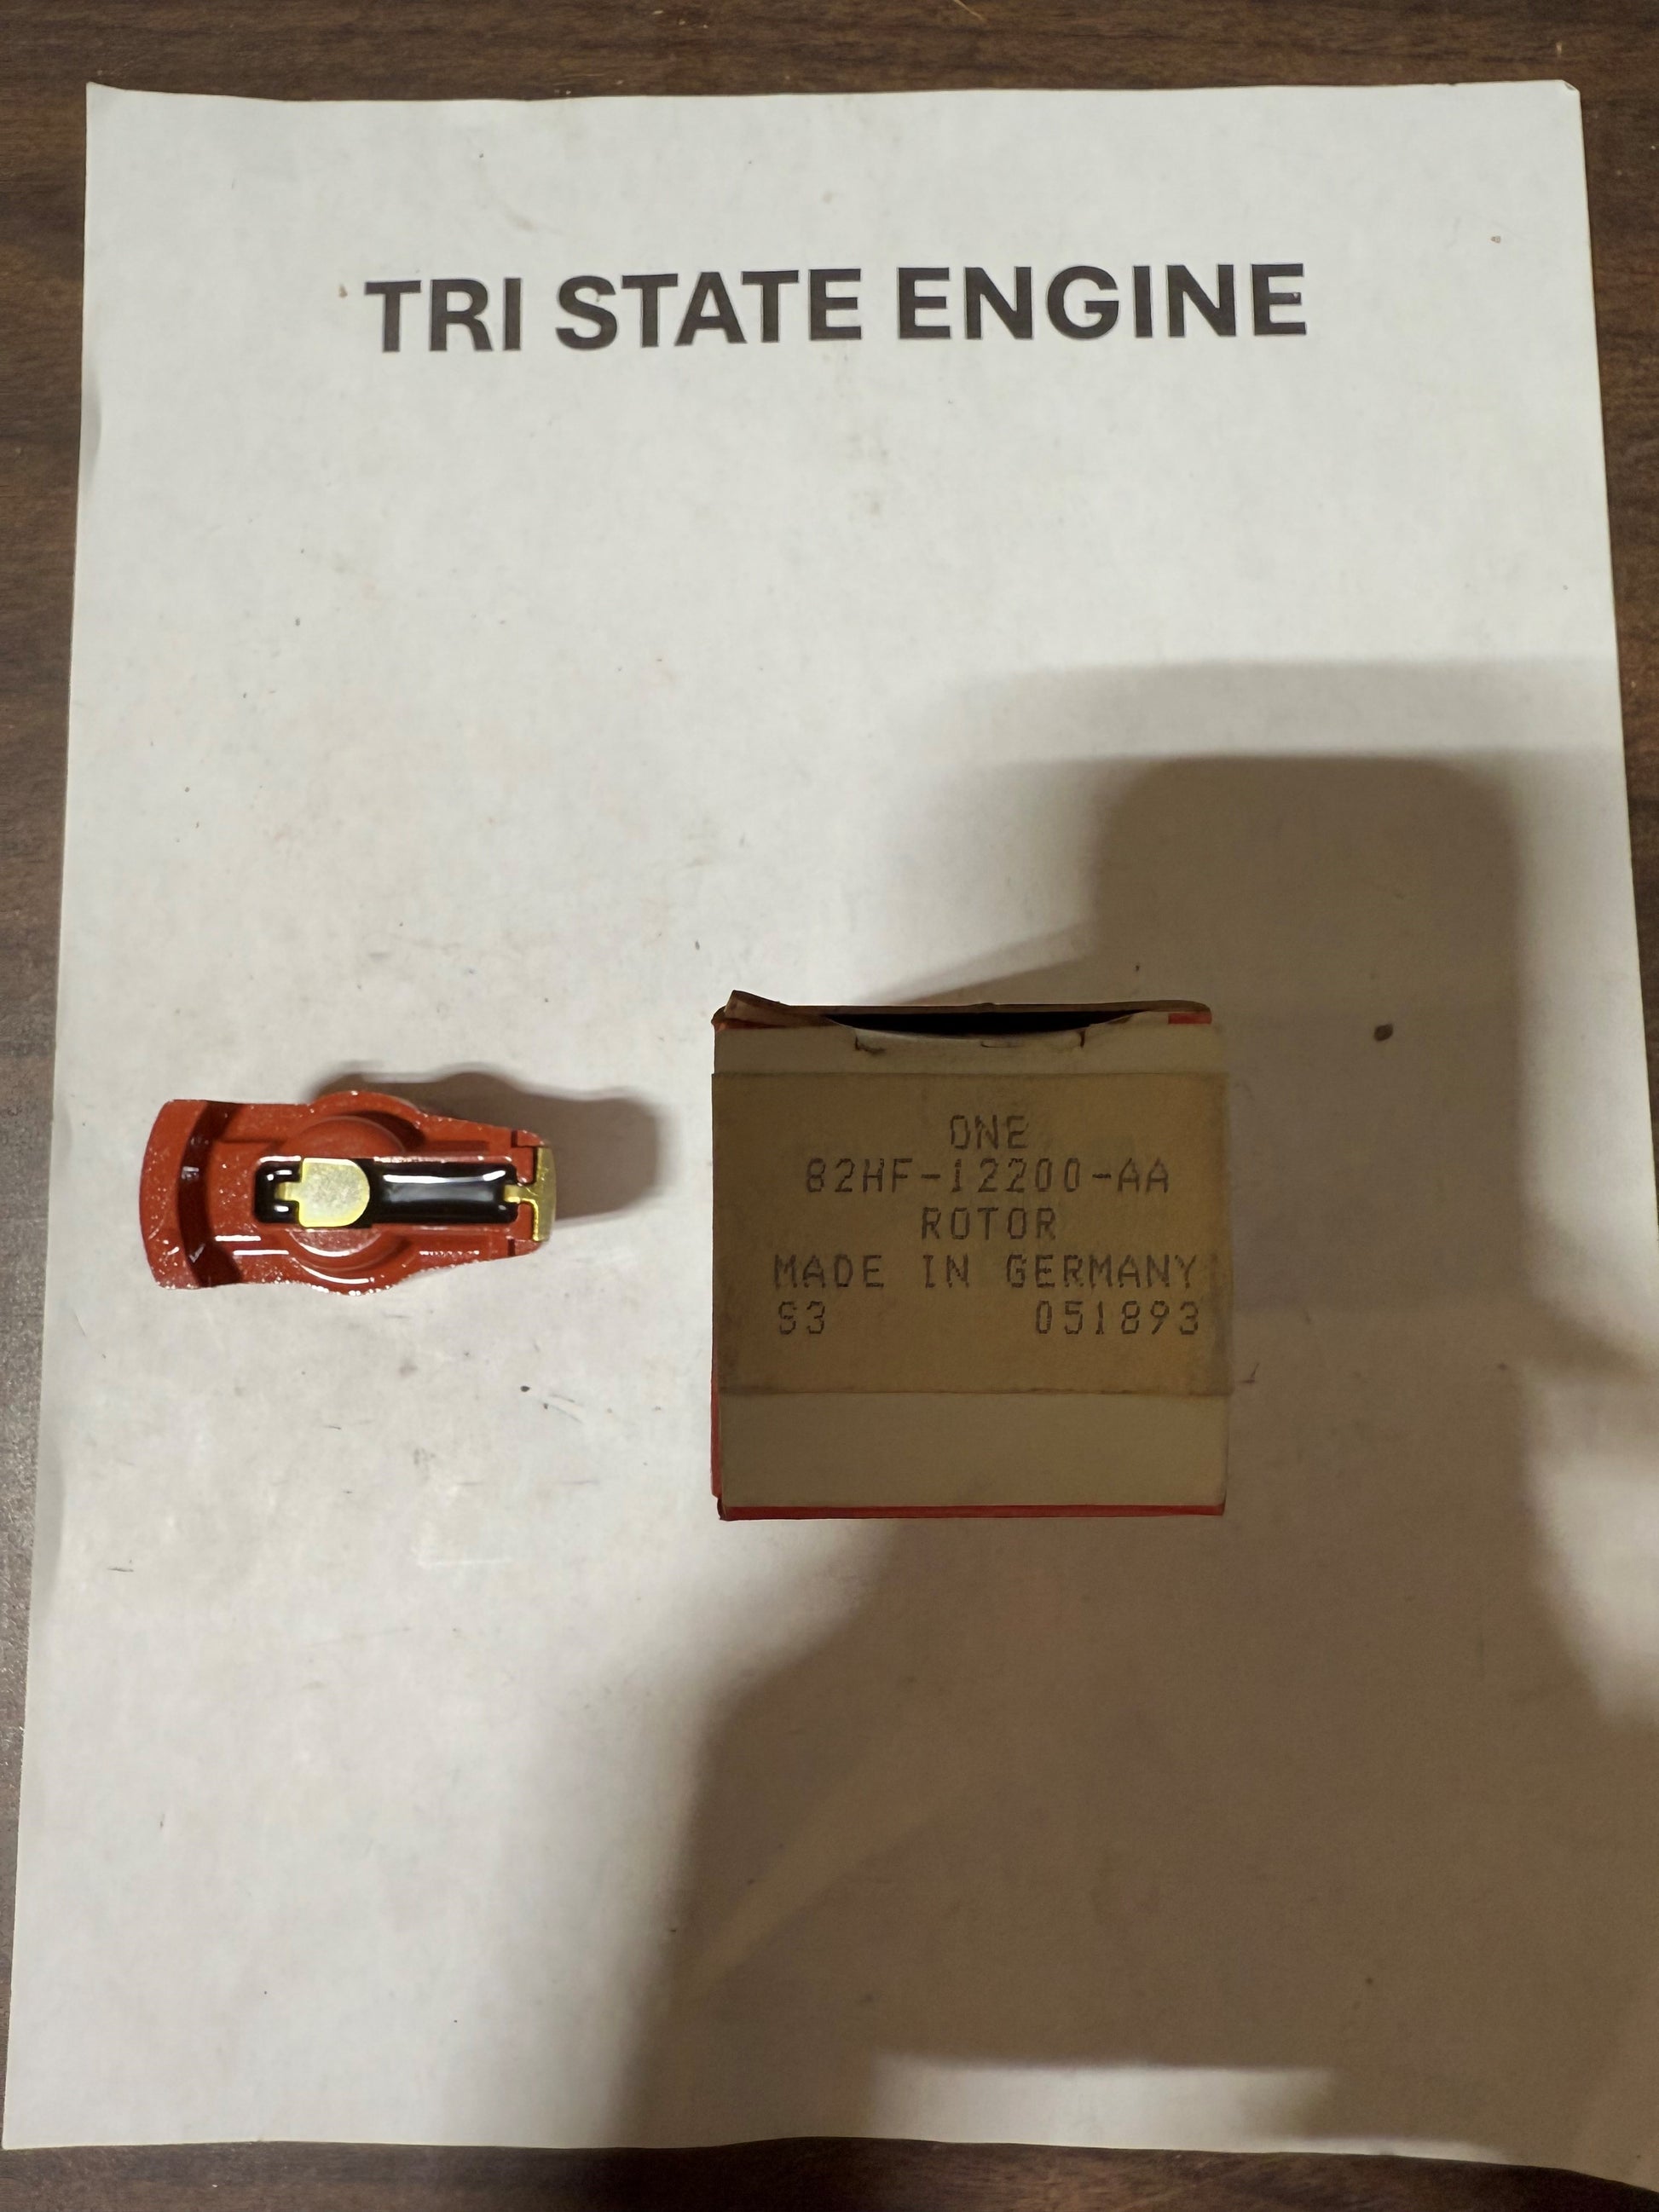 TRI STATE ENGINE
ONE
82HF-12200-AA
ROTOR
MADE IN GERMANY
S3 051893